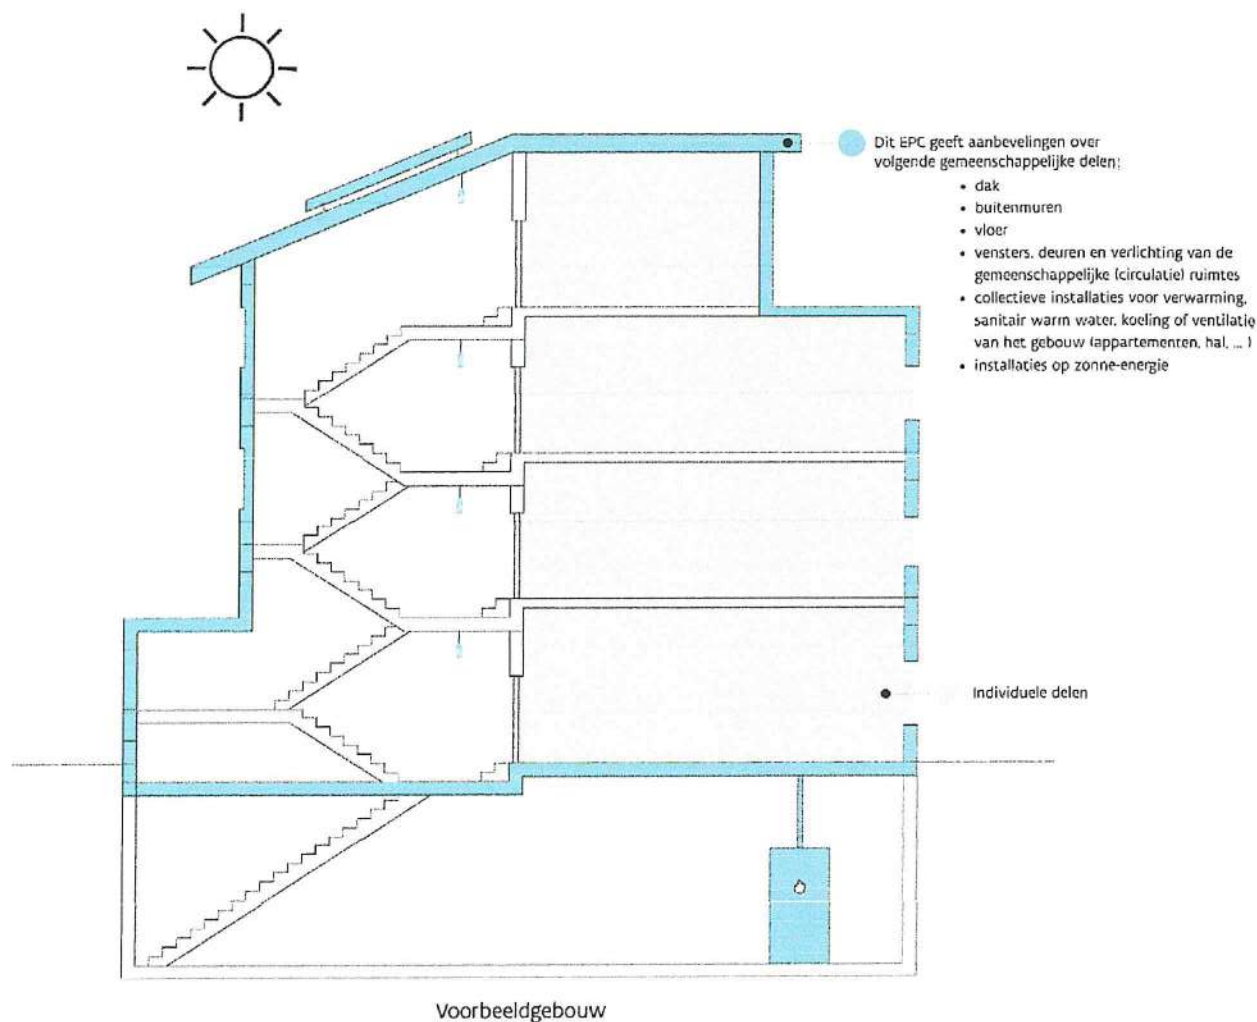 Dit EPC geeft aanbevelingen over
volgende gemeenschappelijke delen:
• dak
• buitenmuren
• vloer
• vensters, deuren en verlichting van de
gemeenschappelijke (circulatie) ruimtes
• collectieve installaties voor verwarming,
sanitair warm water, koeling of ventilatie
van het gebouw (appartementen, hal, ... )
• installaties op zonne-energie
Individuele delen
Voorbeeldgebouw